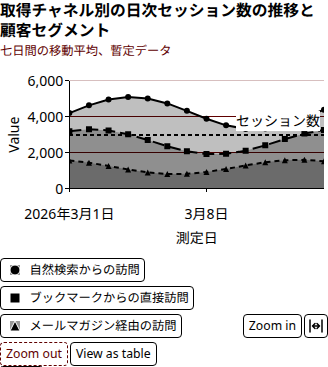 取得チャネル別の日次セッション数の推移と
顧客セグメント
七日間の移動平均、暫定データ
6,000
4,000
セッション数
2,000
0
Value
2026年3月1日
3月8日
測定日
自然検索からの訪問
ブックマークからの直接訪問
メールマガジン経由の訪問
Zoom in
Zoom out
View as table